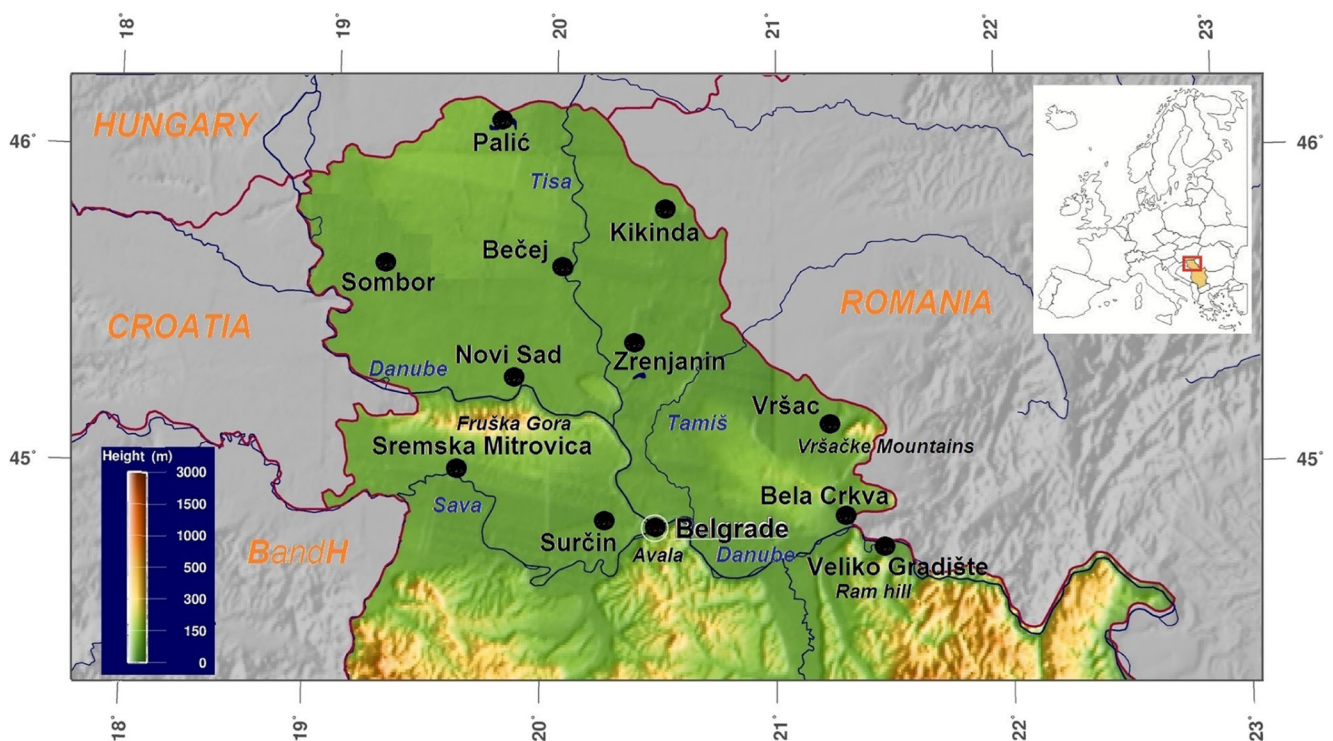 18°
19°
20°
21°
22°
23°
HUNGARY
46°
46°
Palić
Tisa
Kikinda
Bečej
Sombor
ROMANIA
CROATIA
Novi Sad
Zrenjanin
Danube
Vršac
Tamiš
Fruška Gora
Vršačke Mountains
Sremska Mitrovica
45°
45°
Height (m)
3000
1500
1000
500
300
150
0
Bela Crkva
Sava
Belgrade
Surčin
Avala
Danube
BandH
Veliko Gradište
Ram hill
18°
19°
20°
21°
22°
23°